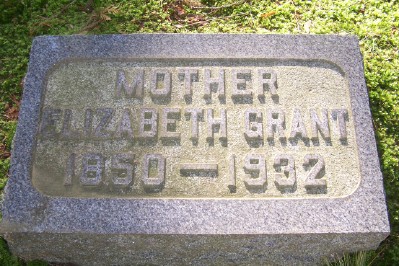 MOTHER
ELIZABETH GRANT
1850 — 1932